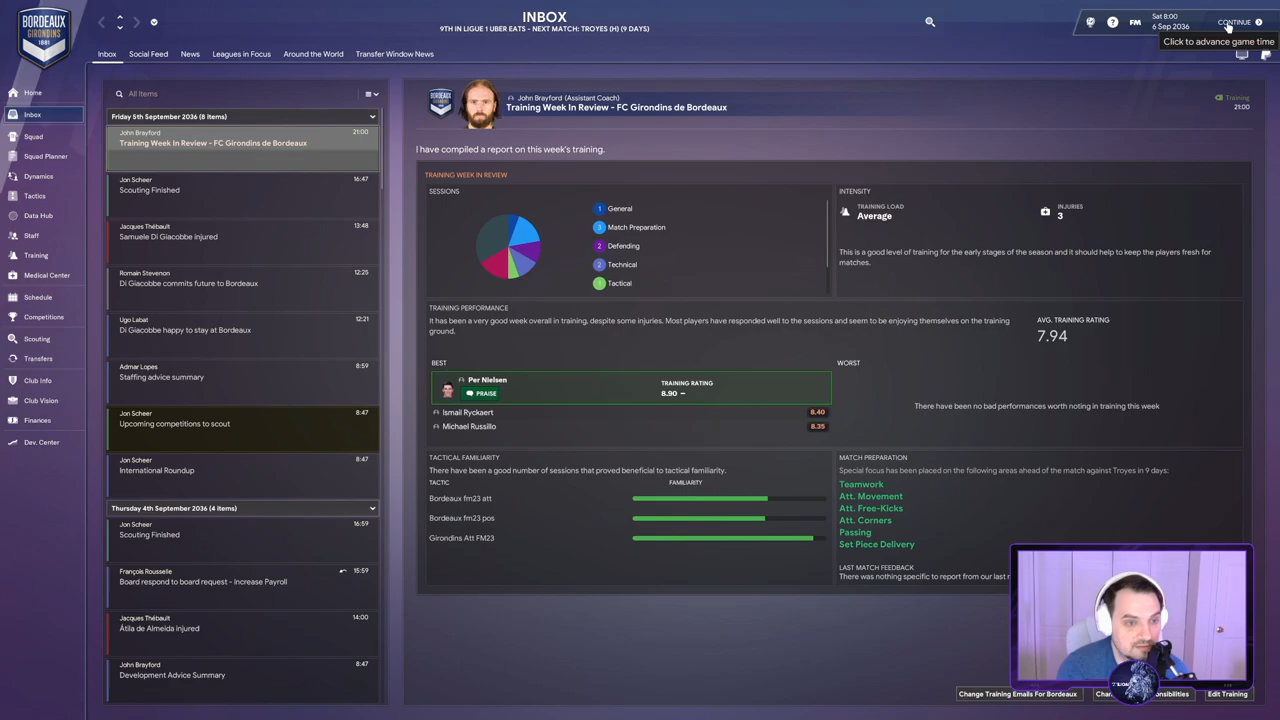 BORDEAUX
GIRONDINS
1881
INBOX
9TH IN LIGUE 1 UBER EATS - NEXT MATCH: TROYES (H) (9 DAYS)
FM
Sat 8:00
6 Sep 2036
CONTINUE
Click to advance game time
Inbox
Social Feed
News
Leagues in Focus
Around the World
Transfer Window News
Home
Inbox
Squad
Squad Planner
Dynamics
Tactics
Data Hub
Staff
Training
Medical Center
Schedule
Competitions
Scouting
Transfers
Club Info
Club Vision
Finances
Dev. Center
All Items
Friday 5th September 2036 (8 items)
John Brayford 21:00
Training Week In Review - FC Girondins de Bordeaux
Jon Scheer 16:47
Scouting Finished
Jacques Thébault 13:48
Samuele Di Giacobbe injured
Romain Stevenon 12:25
Di Giacobbe commits future to Bordeaux
Ugo Labat 12:21
Di Giacobbe happy to stay at Bordeaux
Admar Lopes 8:59
Staffing advice summary
Jon Scheer 8:47
Upcoming competitions to scout
Jon Scheer 8:47
International Roundup
Thursday 4th September 2036 (4 items)
Jon Scheer 16:59
Scouting Finished
François Rousselle 15:59
Board respond to board request - Increase Payroll
Jacques Thébault 14:00
Átila de Almeida injured
John Brayford 8:47
Development Advice Summary
John Brayford (Assistant Coach)
Training Week In Review - FC Girondins de Bordeaux
Training
21:00
I have compiled a report on this week's training.
TRAINING WEEK IN REVIEW
SESSIONS
1 General
3 Match Preparation
2 Defending
2 Technical
1 Tactical
INTENSITY
TRAINING LOAD
Average
INJURIES
3
This is a good level of training for the early stages of the season and it should help to keep the players fresh for
matches.
TRAINING PERFORMANCE
It has been a very good week overall in training, despite some injuries. Most players have responded well to the sessions and seem to be enjoying themselves on the training
ground.
AVG. TRAINING RATING
7.94
BEST
Per Nielsen
PRAISE
TRAINING RATING
8.90 –
Ismail Ryckaert 8.40
Michael Russillo 8.35
WORST
There have been no bad performances worth noting in training this week
TACTICAL FAMILIARITY
There have been a good number of sessions that proved beneficial to tactical familiarity.
TACTIC FAMILIARITY
Bordeaux fm23 att
Bordeaux fm23 pos
Girondins Att FM23
MATCH PREPARATION
Special focus has been placed on the following areas ahead of the match against Troyes in 9 days:
Teamwork
Att. Movement
Att. Free-Kicks
Att. Corners
Passing
Set Piece Delivery
LAST MATCH FEEDBACK
There was nothing specific to report from our last
Change Training Emails For Bordeaux
Edit Training